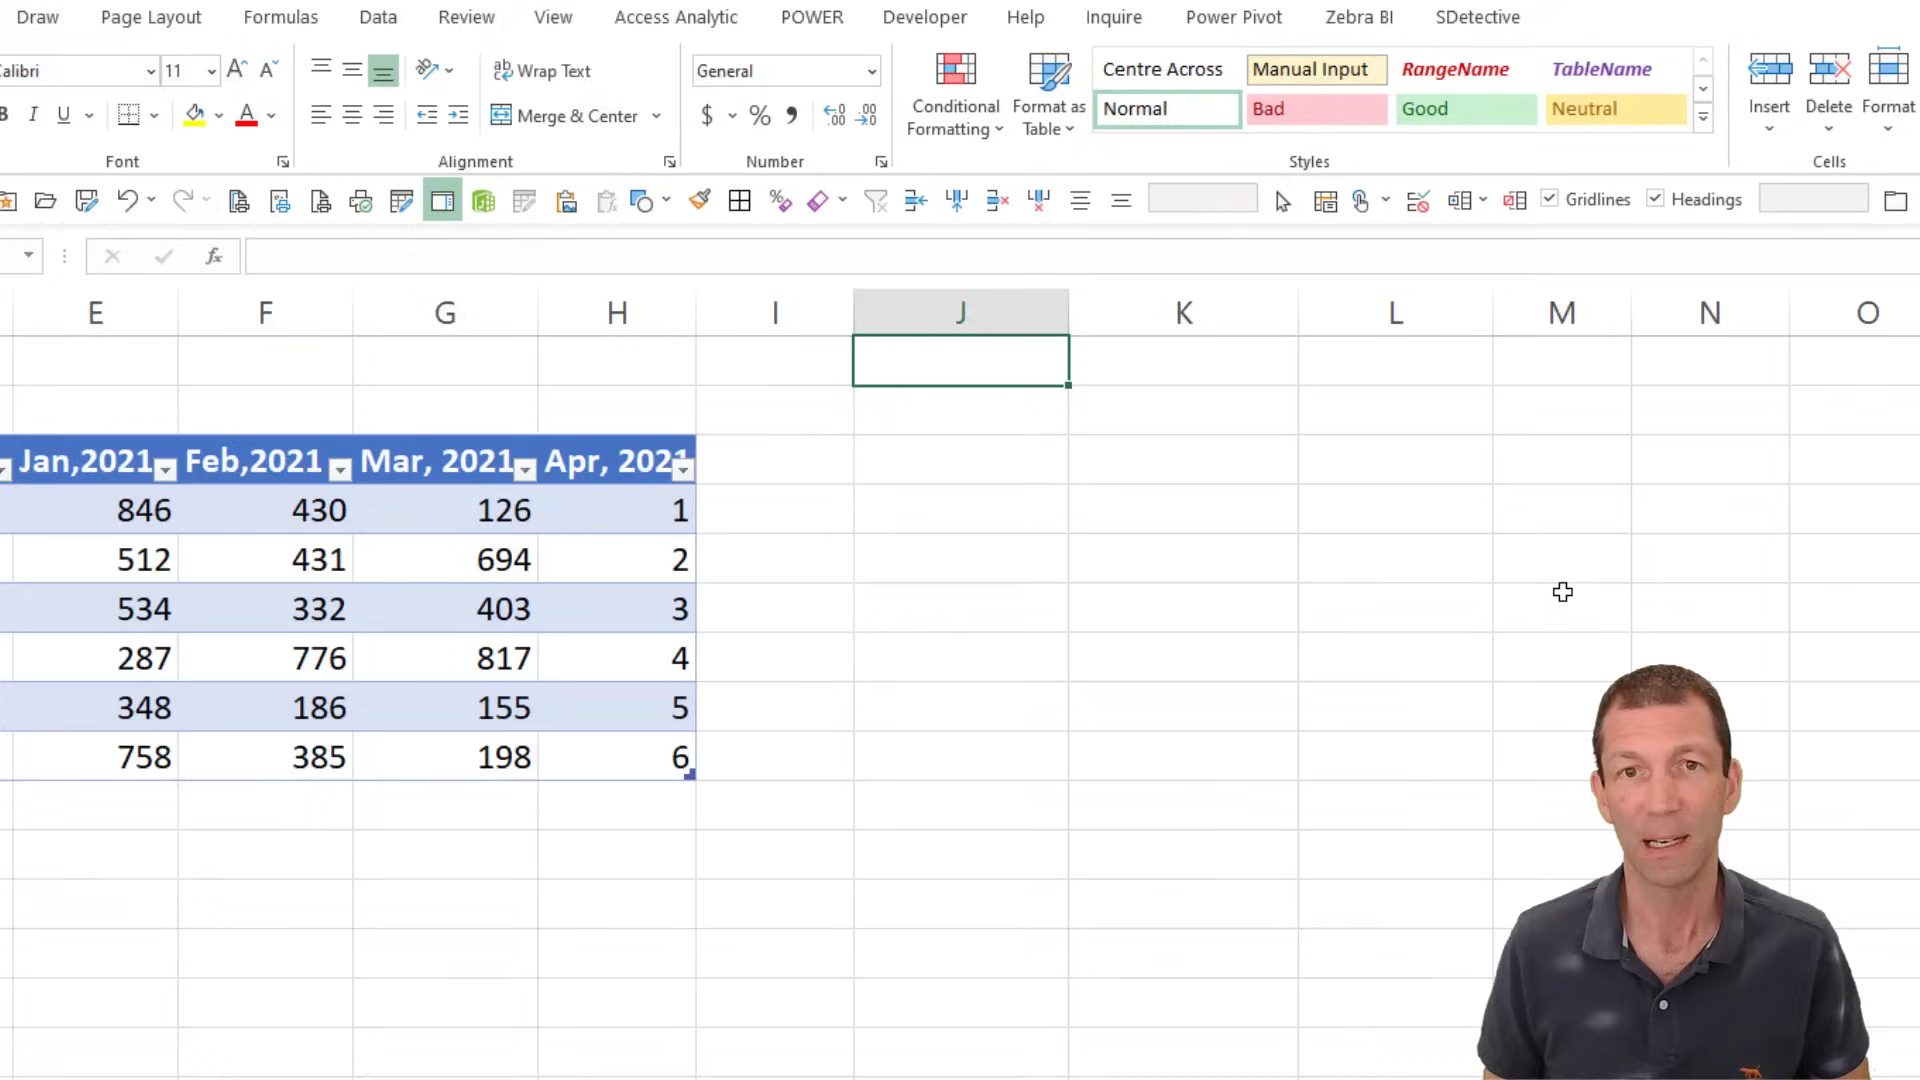 Draw Page Layout Formulas Data Review View Access Analytic POWER Developer Help Inquire Power Pivot Zebra BI SDetective
Calibri 11 A^ A˅ ab Wrap Text General Centre Across Manual Input RangeName TableName
B I U A Merge & Center $ % , Conditional Formatting Format as Table Normal Bad Good Neutral Insert Delete Format
Font Alignment Number Styles Cells
Gridlines Headings
fx
E F G H I J K L M N O
Jan,2021 Feb,2021 Mar, 2021 Apr, 2021
846 430 126 1
512 431 694 2
534 332 403 3
287 776 817 4
348 186 155 5
758 385 198 6